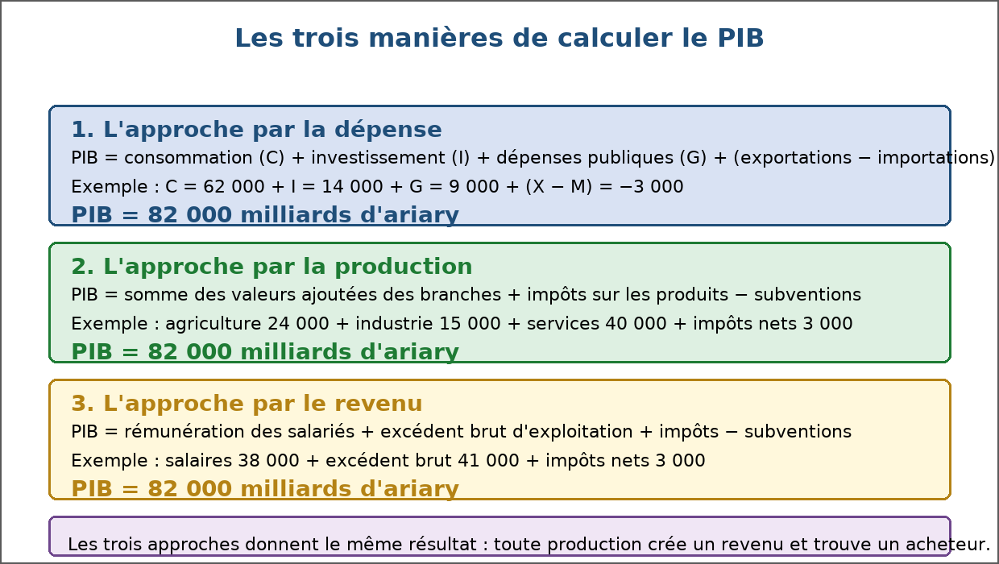 Les trois manières de calculer le PIB
1. L'approche par la dépense
PIB = consommation (C) + investissement (I) + dépenses publiques (G) + (exportations − importations)
Exemple : C = 62 000 + I = 14 000 + G = 9 000 + (X − M) = −3 000
PIB = 82 000 milliards d'ariary
2. L'approche par la production
PIB = somme des valeurs ajoutées des branches + impôts sur les produits − subventions
Exemple : agriculture 24 000 + industrie 15 000 + services 40 000 + impôts nets 3 000
PIB = 82 000 milliards d'ariary
3. L'approche par le revenu
PIB = rémunération des salariés + excédent brut d'exploitation + impôts − subventions
Exemple : salaires 38 000 + excédent brut 41 000 + impôts nets 3 000
PIB = 82 000 milliards d'ariary
Les trois approches donnent le même résultat : toute production crée un revenu et trouve un acheteur.